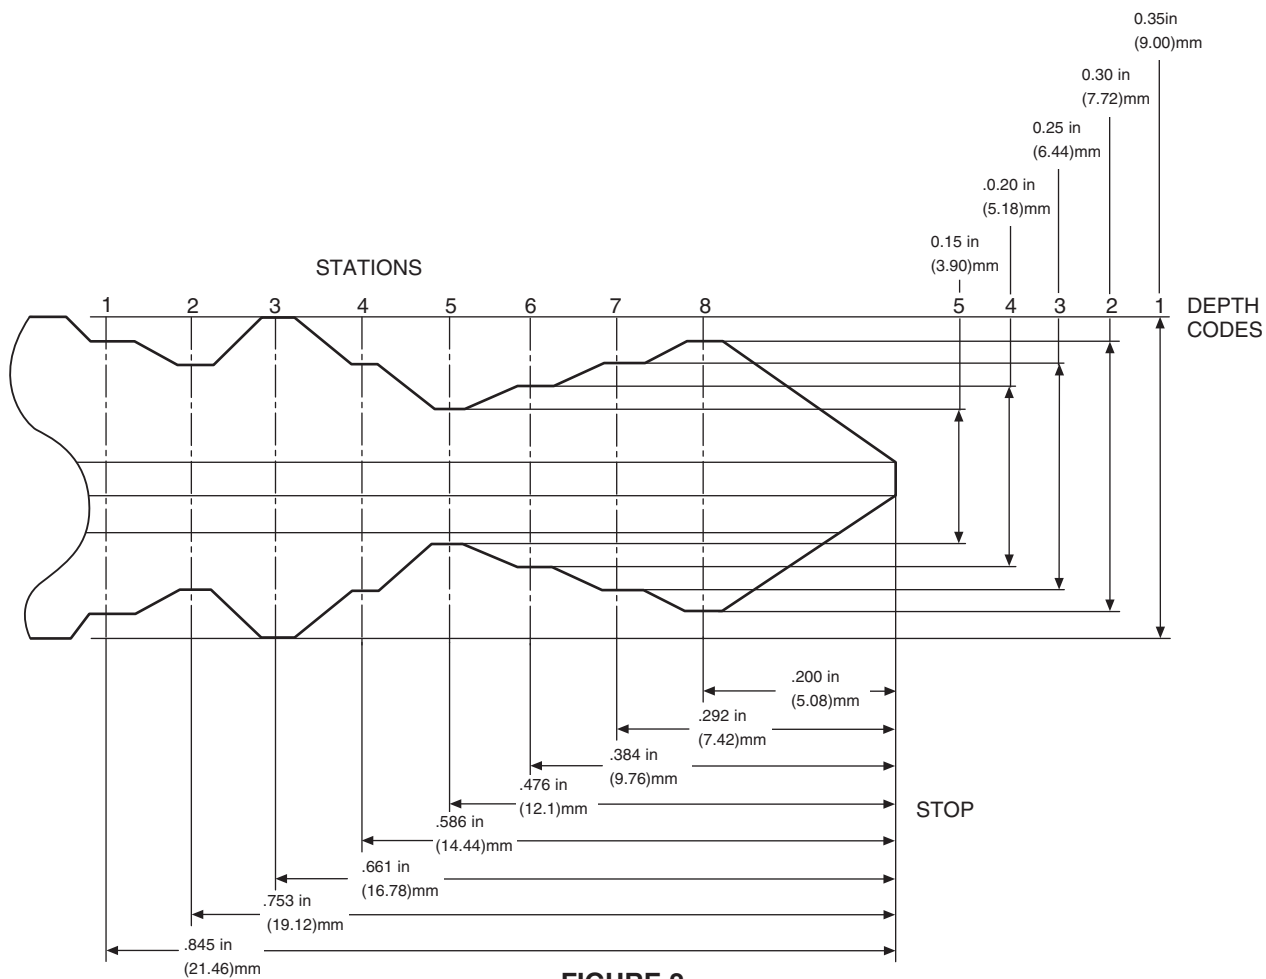 0.35in
(9.00)mm
0.30 in
(7.72)mm
0.25 in
(6.44)mm
.0.20 in
(5.18)mm
0.15 in
(3.90)mm
STATIONS
1 2 3 4 5 6 7 8 5 4 3 2 1 DEPTH
CODES
.200 in
(5.08)mm
.292 in
(7.42)mm
.384 in
(9.76)mm
.476 in
(12.1)mm
STOP
.586 in
(14.44)mm
.661 in
(16.78)mm
.753 in
(19.12)mm
.845 in
(21.46)mm